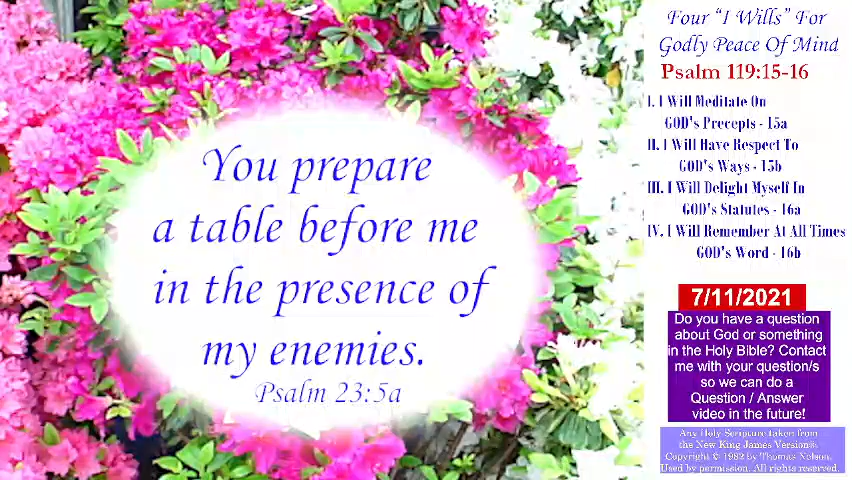 You prepare
a table before me
in the presence of
my enemies.
Psalm 23:5a
Four “I Wills” For
Godly Peace Of Mind
Psalm 119:15-16
I. I Will Meditate On
GOD's Precepts - 15a
II. I Will Have Respect To
GOD's Ways - 15b
III. I Will Delight Myself In
GOD's Statutes - 16a
IV. I Will Remember At All Times
GOD's Word - 16b
7/11/2021
Do you have a question
about God or something
in the Holy Bible? Contact
me with your question/s
so we can do a
Question / Answer
video in the future!
Any Holy Scripture taken from
the New King James Version®.
Copyright © 1982 by Thomas Nelson.
Used by permission. All rights reserved.